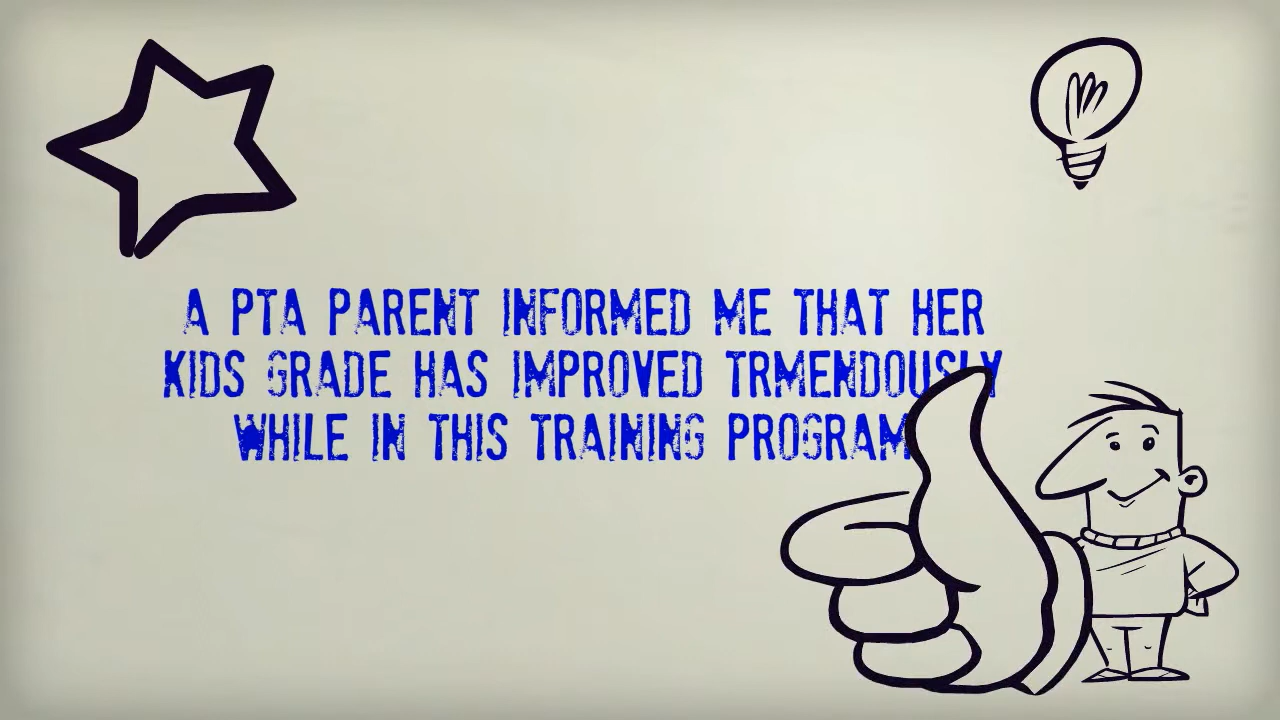 A PTA PARENT INFORMED ME THAT HER
KIDS GRADE HAS IMPROVED TRMENDOUSLY
WHILE IN THIS TRAINING PROGRAM